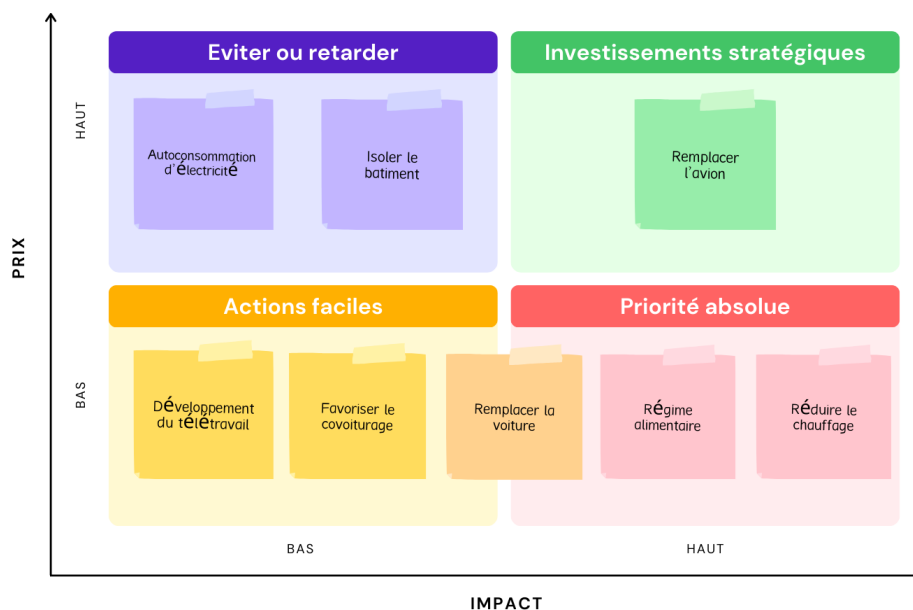 Eviter ou retarder
Investissements stratégiques
HAUT
Autoconsommation
d'électricité
Isoler le
batiment
Remplacer
l'avion
PRIX
Actions faciles
Priorité absolue
BAS
Développement
du télétravail
Favoriser le
covoiturage
Remplacer la
voiture
Régime
alimentaire
Réduire le
chauffage
BAS
HAUT
IMPACT